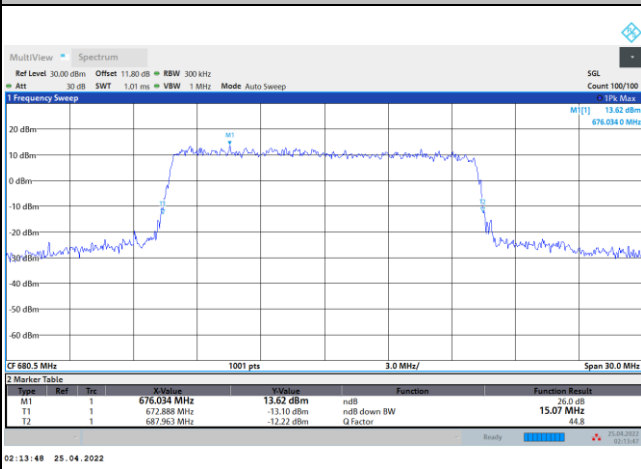 MultiView Spectrum
Ref Level 30.00 dBm Offset 11.80 dB RBW 300 kHz SGL
Att 30 dB SWT 1.01 ms VBW 1 MHz Mode Auto Sweep Count 100/100
1 Frequency Sweep 1Pk Max
M1[1] 13.62 dBm
676.034 0 MHz
20 dBm
M1
10 dBm
0 dBm
T1 T2
-10 dBm
-20 dBm
-30 dBm
-40 dBm
-50 dBm
-60 dBm
CF 680.5 MHz 1001 pts 3.0 MHz/ Span 30.0 MHz
2 Marker Table
Type Ref Trc X-Value Y-Value Function Function Result
M1 1 676.034 MHz 13.62 dBm ndB 26.0 dB
T1 1 672.888 MHz -13.10 dBm ndB down BW 15.07 MHz
T2 1 687.963 MHz -12.22 dBm Q Factor 44.8
Ready 25.04.2022
02:13:47
02:13:48 25.04.2022